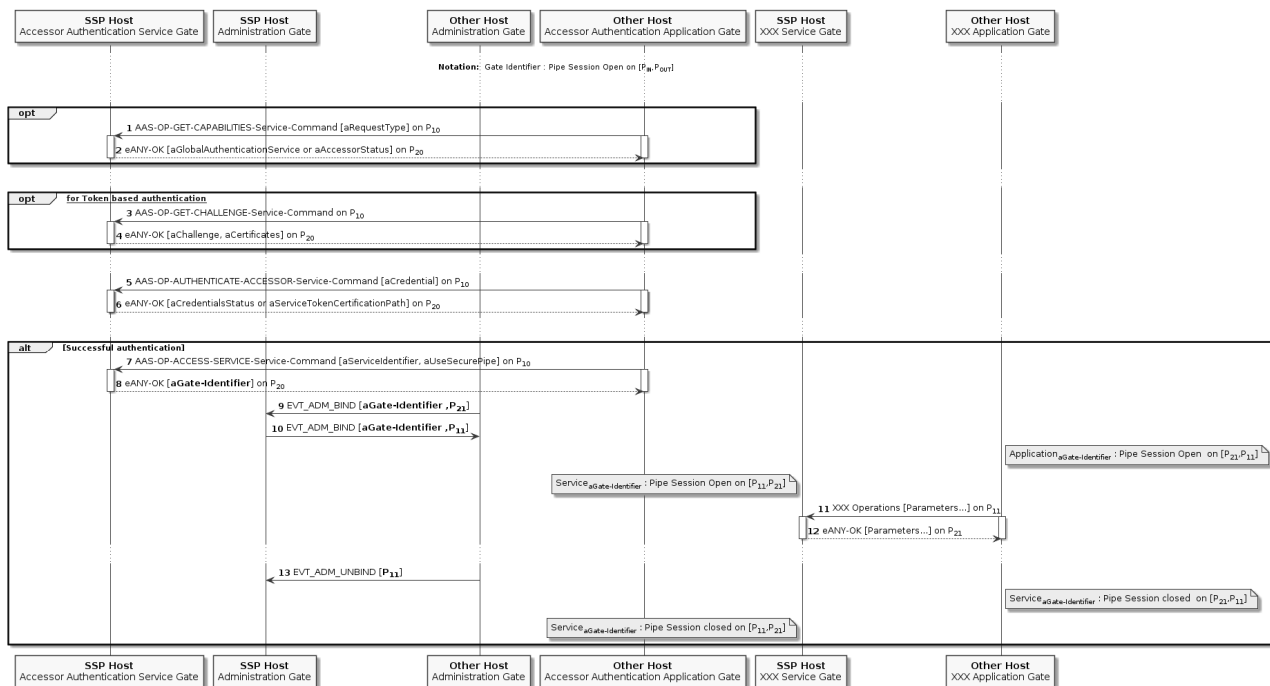 SSP Host
Accessor Authentication Service Gate
SSP Host
Administration Gate
Other Host
Administration Gate
Other Host
Accessor Authentication Application Gate
SSP Host
XXX Service Gate
Other Host
XXX Application Gate
Notation: Gate Identifier : Pipe Session Open on [PIN,POUT]
opt
1 AAS-OP-GET-CAPABILITIES-Service-Command [aRequestType] on P10
2 eANY-OK [aGlobalAuthenticationService or aAccessorStatus] on P20
opt for Token based authentication
3 AAS-OP-GET-CHALLENGE-Service-Command on P10
4 eANY-OK [aChallenge, aCertificates] on P20
5 AAS-OP-AUTHENTICATE-ACCESSOR-Service-Command [aCredential] on P10
6 eANY-OK [aCredentialsStatus or aServiceTokenCertificationPath] on P20
alt [Successful authentication]
7 AAS-OP-ACCESS-SERVICE-Service-Command [aServiceIdentifier, aUseSecurePipe] on P10
8 eANY-OK [aGate-Identifier] on P20
9 EVT_ADM_BIND [aGate-Identifier ,P21]
10 EVT_ADM_BIND [aGate-Identifier ,P11]
Application aGate-Identifier : Pipe Session Open on [P21,P11]
Service aGate-Identifier : Pipe Session Open on [P11,P21]
11 XXX Operations [Parameters...] on P11
12 eANY-OK [Parameters...] on P21
13 EVT_ADM_UNBIND [P11]
Service aGate-Identifier : Pipe Session closed on [P21,P11]
Service aGate-Identifier : Pipe Session closed on [P11,P21]
SSP Host
Accessor Authentication Service Gate
SSP Host
Administration Gate
Other Host
Administration Gate
Other Host
Accessor Authentication Application Gate
SSP Host
XXX Service Gate
Other Host
XXX Application Gate